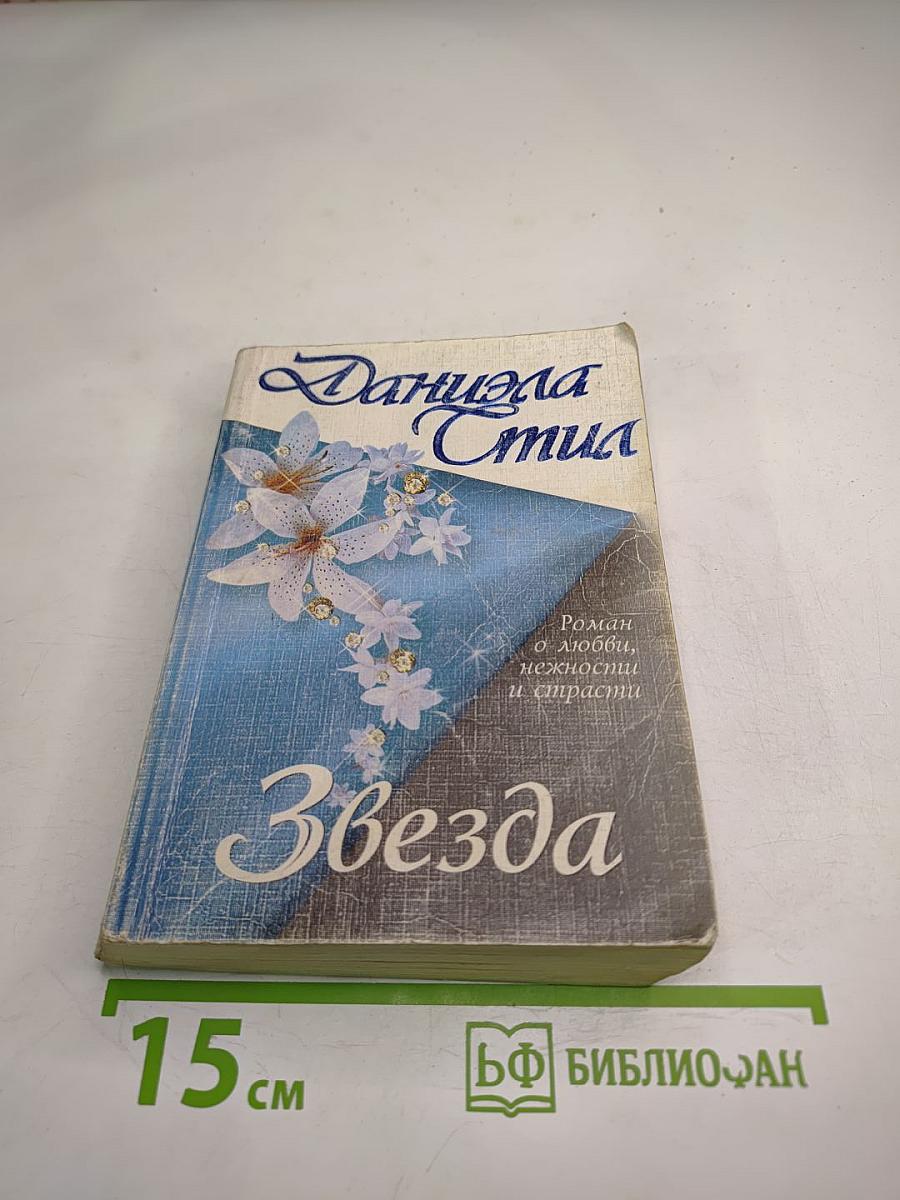 Даниэла
Стил
Роман
о любви,
нежности
и страсти
Звезда
15 см
БФ БИБЛИОФАН